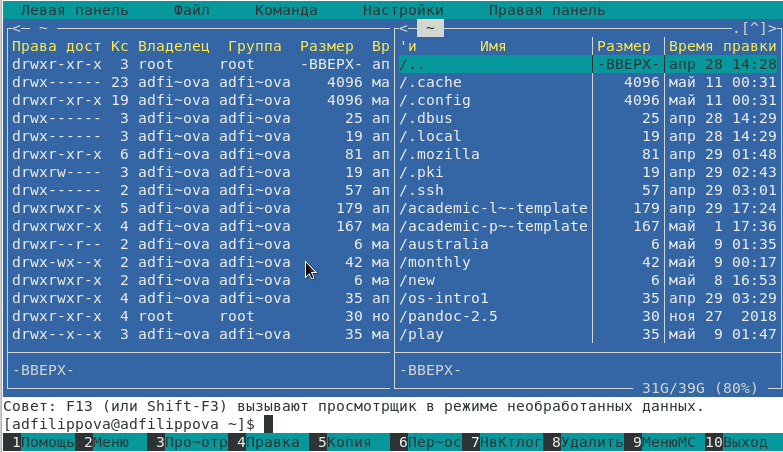 Левая панель Файл Команда Настройки Правая панель
<— ~ <— ~ .[^]>
Права дост Кс Владелец Группа Размер Вр 'и Имя Размер Время правки
drwxr-xr-x 3 root root -ВВЕРХ- ап /.. -ВВЕРХ- апр 28 14:28
drwx------ 23 adfi~ova adfi~ova 4096 ма /.cache 4096 май 11 00:31
drwxr-xr-x 19 adfi~ova adfi~ova 4096 ма /.config 4096 май 11 00:31
drwx------ 3 adfi~ova adfi~ova 25 ап /.dbus 25 апр 28 14:29
drwx------ 3 adfi~ova adfi~ova 19 ап /.local 19 апр 28 14:29
drwxr-xr-x 6 adfi~ova adfi~ova 81 ап /.mozilla 81 апр 29 01:48
drwxrw---- 3 adfi~ova adfi~ova 19 ап /.pki 19 апр 29 02:43
drwx------ 2 adfi~ova adfi~ova 57 ап /.ssh 57 апр 29 03:01
drwxrwxr-x 5 adfi~ova adfi~ova 179 ап /academic-l~-template 179 апр 29 17:24
drwxrwxr-x 4 adfi~ova adfi~ova 167 ма /academic-p~-template 167 май 1 17:36
drwxr--r-- 2 adfi~ova adfi~ova 6 ма /australia 6 май 9 01:35
drwx-wx--x 2 adfi~ova adfi~ova 42 ма /monthly 42 май 9 00:17
drwxrwxr-x 2 adfi~ova adfi~ova 6 ма /new 6 май 8 16:53
drwxrwxr-x 4 adfi~ova adfi~ova 35 ап /os-intro1 35 апр 29 03:29
drwxr-xr-x 4 root root 30 но /pandoc-2.5 30 ноя 27 2018
drwx--x--x 3 adfi~ova adfi~ova 35 ма /play 35 май 9 01:47
-ВВЕРХ- -ВВЕРХ-
31G/39G (80%)
Совет: F13 (или Shift-F3) вызывают просмотрщик в режиме необработанных данных.
[adfilippova@adfilippova ~]$
1Помощь 2Меню 3Про~отр 4Правка 5Копия 6Пер~ос 7НвКтлог 8Удалить 9МенюMC 10Выход